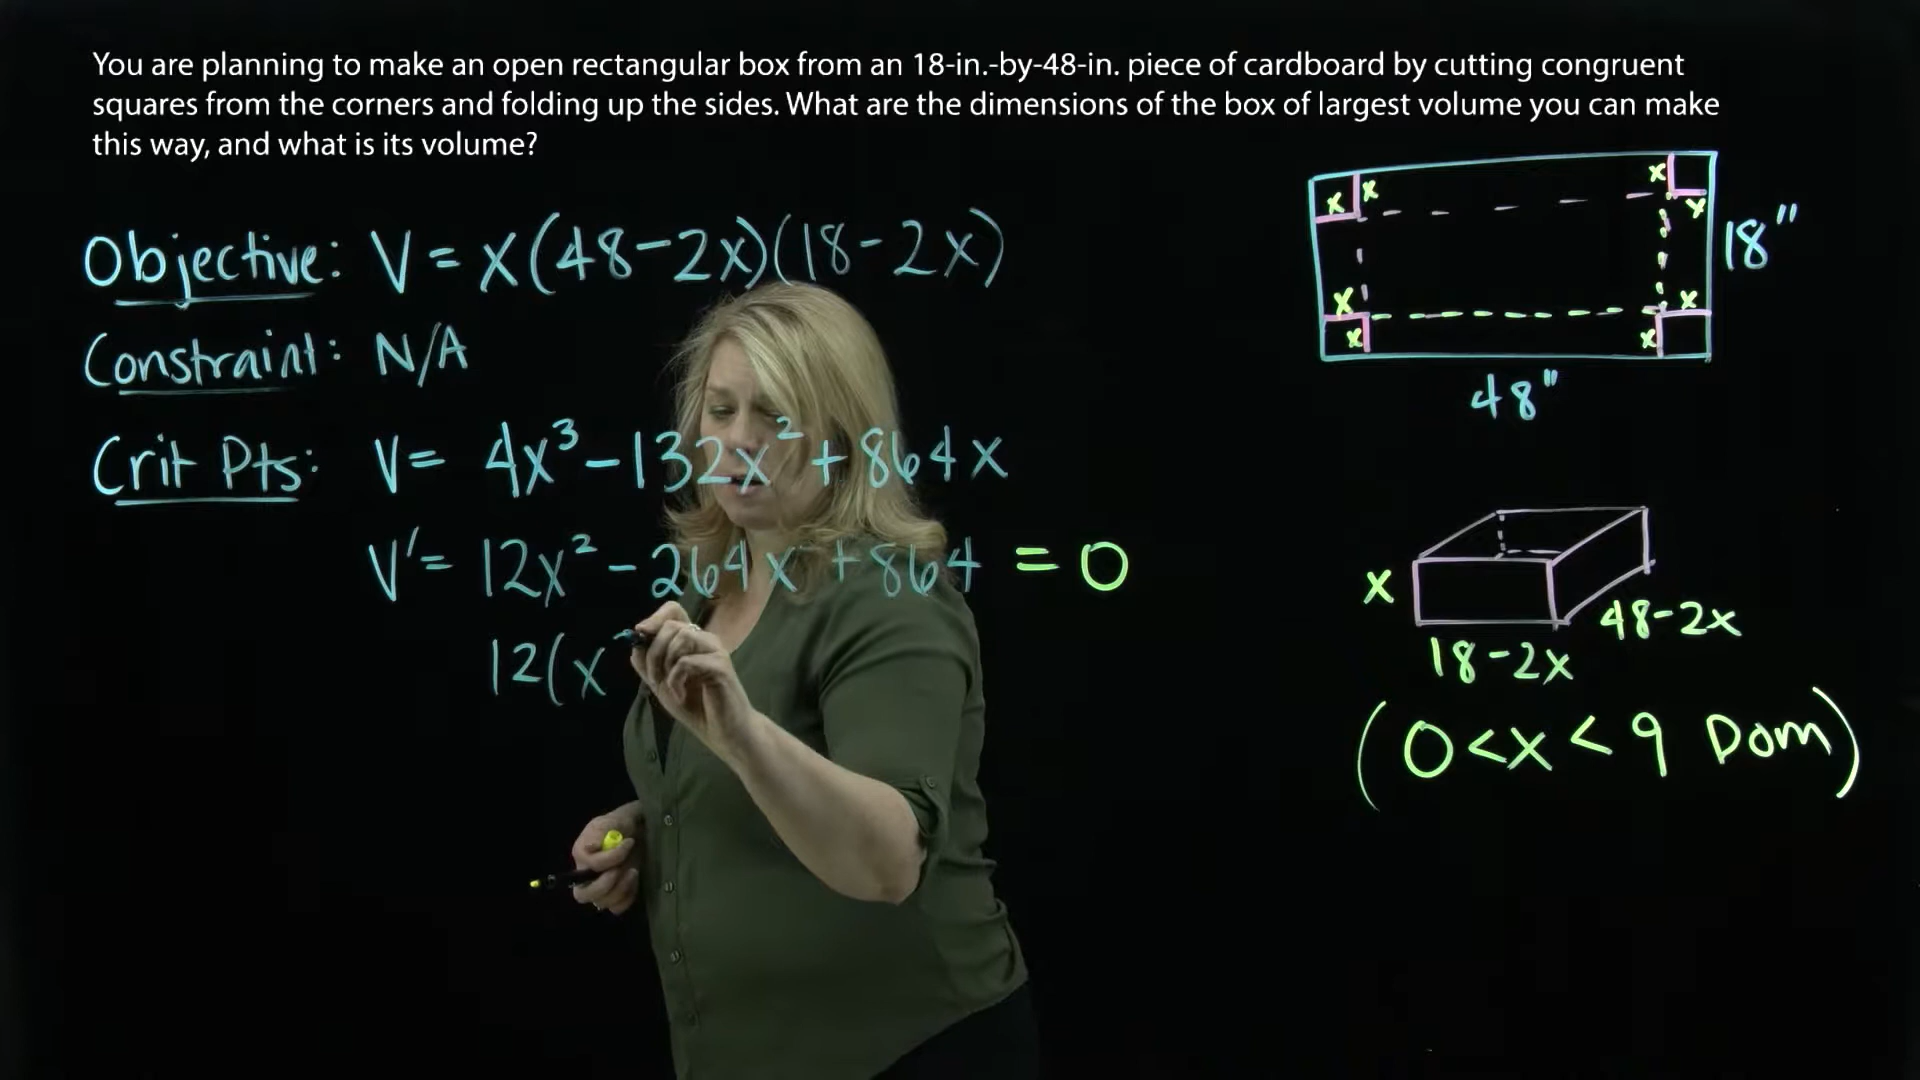 You are planning to make an open rectangular box from an 18-in.-by-48-in. piece of cardboard by cutting congruent
squares from the corners and folding up the sides. What are the dimensions of the box of largest volume you can make
this way, and what is its volume?
Objective: V = x(48-2x)(18-2x)
Constraint: N/A
Crit Pts: V = 4x³ - 132x² + 864x
V' = 12x² - 264x + 864 = 0
12(x
x x
x x
x x
x x
18"
48"
x
18-2x
48-2x
(0<x<9 Dom)